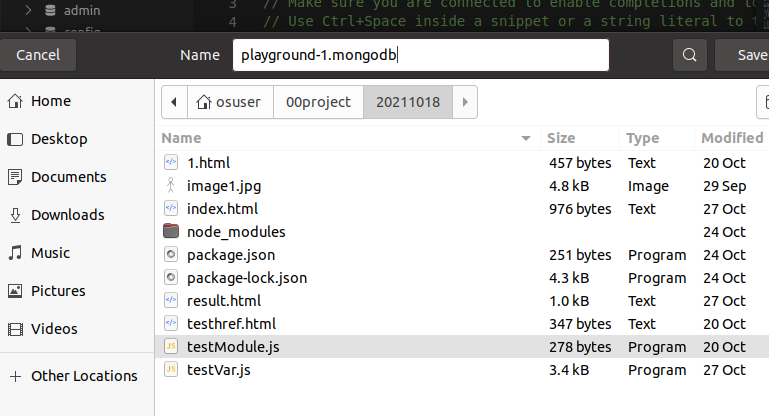 admin
config
3 // Make sure you are connected to enable completions and to
4 // Use Ctrl+Space inside a snippet or a string literal to t
Cancel Name playground-1.mongodb Save
Home
Desktop
Documents
Downloads
Music
Pictures
Videos
Other Locations
osuser 00project 20211018
Name Size Type Modified
1.html 457 bytes Text 20 Oct
image1.jpg 4.8 kB Image 29 Sep
index.html 976 bytes Text 27 Oct
node_modules 24 Oct
package.json 251 bytes Program 24 Oct
package-lock.json 4.3 kB Program 24 Oct
result.html 1.0 kB Text 27 Oct
testhref.html 347 bytes Text 20 Oct
testModule.js 278 bytes Program 20 Oct
testVar.js 3.4 kB Program 27 Oct